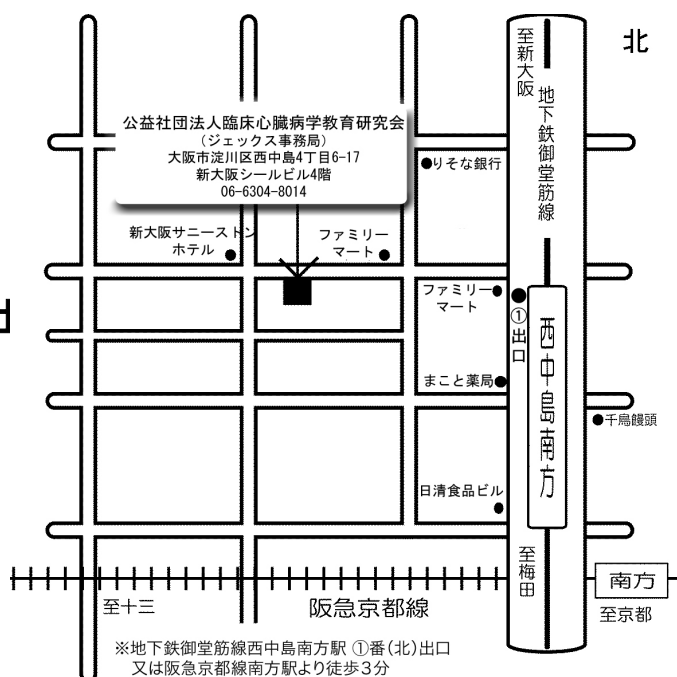 北
至新大阪
地下鉄御堂筋線
公益社団法人臨床心臓病学教育研究会
(ジェックス事務局)
大阪市淀川区西中島4丁目6-17
新大阪シールビル4階
06-6304-8014
●りそな銀行
新大阪サニーストン
ホテル
ファミリー
マート
ファミリー
マート
①出口
西中島南方
まこと薬局
●千鳥饅頭
日清食品ビル
至梅田
南方
至十三
阪急京都線
至京都
※地下鉄御堂筋線西中島南方駅 ①番(北)出口
又は阪急京都線南方駅より徒歩3分